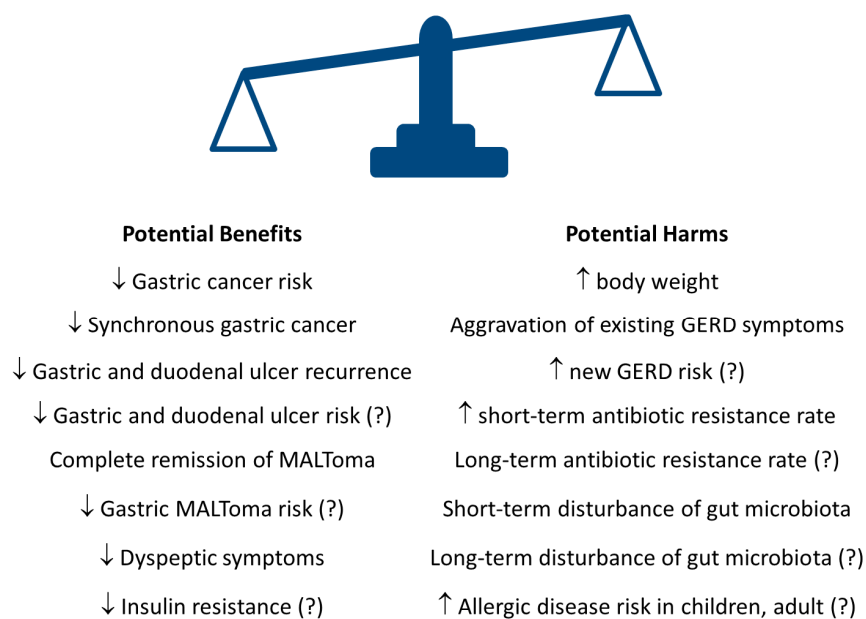 Potential Benefits
↓ Gastric cancer risk
↓ Synchronous gastric cancer
↓ Gastric and duodenal ulcer recurrence
↓ Gastric and duodenal ulcer risk (?)
Complete remission of MALToma
↓ Gastric MALToma risk (?)
↓ Dyspeptic symptoms
↓ Insulin resistance (?)
Potential Harms
↑ body weight
Aggravation of existing GERD symptoms
↑ new GERD risk (?)
↑ short-term antibiotic resistance rate
Long-term antibiotic resistance rate (?)
Short-term disturbance of gut microbiota
Long-term disturbance of gut microbiota (?)
↑ Allergic disease risk in children, adult (?)